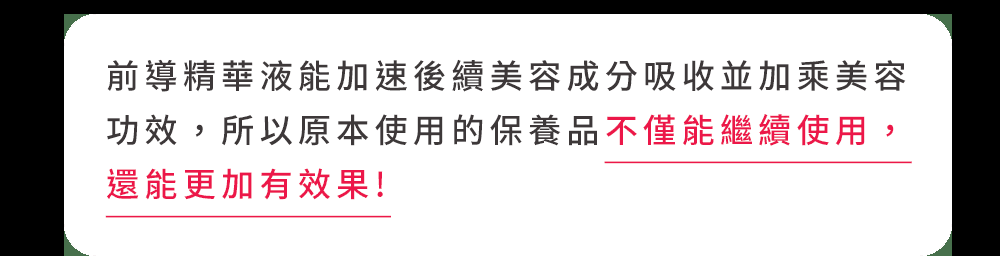 前導精華液能加速後續美容成分吸收並加乘美容
功效，所以原本使用的保養品不僅能繼續使用，
還能更加有效果!